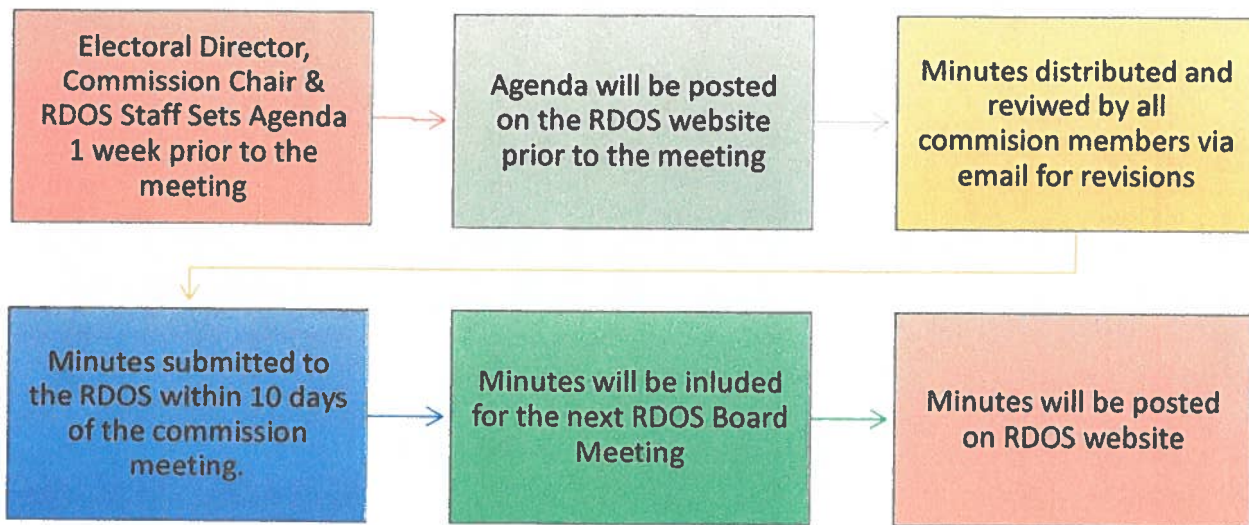 Electoral Director,
Commission Chair &
RDOS Staff Sets Agenda
1 week prior to the
meeting
Agenda will be posted
on the RDOS website
prior to the meeting
Minutes distributed and
reviwed by all
commision members via
email for revisions
Minutes submitted to
the RDOS within 10 days
of the commission
meeting.
Minutes will be inluded
for the next RDOS Board
Meeting
Minutes will be posted
on RDOS website